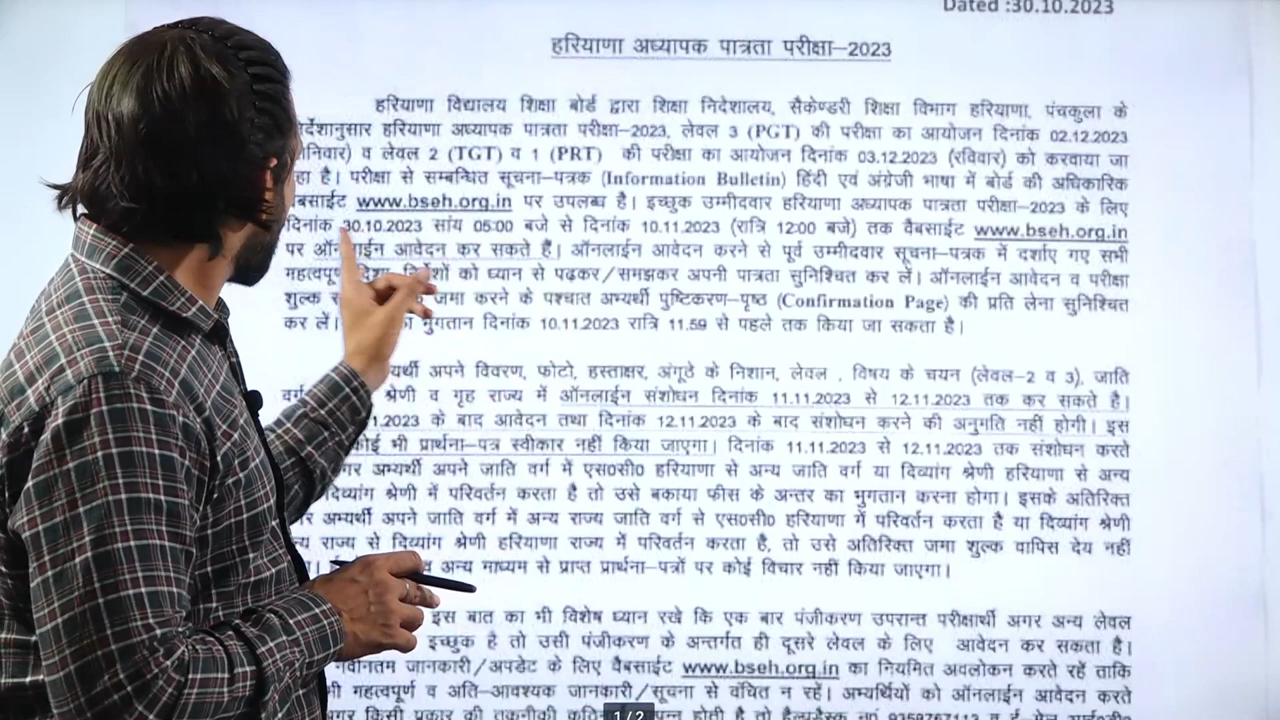 Dated :30.10.2023
हरियाणा अध्यापक पात्रता परीक्षा–2023
हरियाणा विद्यालय शिक्षा बोर्ड द्वारा शिक्षा निदेशालय, सैकेण्डरी शिक्षा विभाग हरियाणा, पंचकुला के
र्देशानुसार हरियाणा अध्यापक पात्रता परीक्षा–2023, लेवल 3 (PGT) की परीक्षा का आयोजन दिनांक 02.12.2023
निवार) व लेवल 2 (TGT) व 1 (PRT) की परीक्षा का आयोजन दिनांक 03.12.2023 (रविवार) को करवाया जा
हा है। परीक्षा से सम्बन्धित सूचना–पत्रक (Information Bulletin) हिंदी एवं अंग्रेजी भाषा में बोर्ड की अधिकारिक
बसाईट www.bseh.org.in पर उपलब्ध है। इच्छुक उम्मीदवार हरियाणा अध्यापक पात्रता परीक्षा–2023 के लिए
दिनांक 30.10.2023 सांय 05:00 बजे से दिनांक 10.11.2023 (रात्रि 12:00 बजे) तक वैबसाईट www.bseh.org.in
पर ऑनलाईन आवेदन कर सकते हैं। ऑनलाईन आवेदन करने से पूर्व उम्मीदवार सूचना–पत्रक में दर्शाए गए सभी
महत्वपूर्ण को ध्यान से पढ़कर/समझकर अपनी पात्रता सुनिश्चित कर लें। ऑनलाईन आवेदन व परीक्षा
शुल्क जमा करने के पश्चात अभ्यर्थी पुष्टिकरण–पृष्ठ (Confirmation Page) की प्रति लेना सुनिश्चित
कर लें। भुगतान दिनांक 10.11.2023 रात्रि 11.59 से पहले तक किया जा सकता है।
यर्थी अपने विवरण, फोटो, हस्ताक्षर, अंगूठे के निशान, लेवल , विषय के चयन (लेवल–2 व 3), जाति
वर्ग श्रेणी व गृह राज्य में ऑनलाईन संशोधन दिनांक 11.11.2023 से 12.11.2023 तक कर सकते है।
1.2023 के बाद आवेदन तथा दिनांक 12.11.2023 के बाद संशोधन करने की अनुमति नहीं होगी। इस
कोई भी प्रार्थना–पत्र स्वीकार नहीं किया जाएगा। दिनांक 11.11.2023 से 12.11.2023 तक संशोधन करते
गर अभ्यर्थी अपने जाति वर्ग में एस0सी0 हरियाणा से अन्य जाति वर्ग या दिव्यांग श्रेणी हरियाणा से अन्य
दिव्यांग श्रेणी में परिवर्तन करता है तो उसे बकाया फीस के अन्तर का भुगतान करना होगा। इसके अतिरिक्त
र अभ्यर्थी अपने जाति वर्ग में अन्य राज्य जाति वर्ग से एस0सी0 हरियाणा में परिवर्तन करता है या दिव्यांग श्रेणी
न्य राज्य से दिव्यांग श्रेणी हरियाणा राज्य में परिवर्तन करता है, तो उसे अतिरिक्त जमा शुल्क वापिस देय नहीं
अन्य माध्यम से प्राप्त प्रार्थना–पत्रों पर कोई विचार नहीं किया जाएगा।
इस बात का भी विशेष ध्यान रखे कि एक बार पंजीकरण उपरान्त परीक्षार्थी अगर अन्य लेवल
इच्छुक है तो उसी पंजीकरण के अन्तर्गत ही दूसरे लेवल के लिए आवेदन कर सकता है।
नवीनतम जानकारी/अपडेट के लिए वैबसाईट www.bseh.org.in का नियमित अवलोकन करते रहें ताकि
भी महत्वपूर्ण व अति–आवश्यक जानकारी/सूचना से वंचित न रहें। अभ्यर्थियों को ऑनलाईन आवेदन करते
गर किसी प्रकार की तकनीकी होती है तो
1 / 2